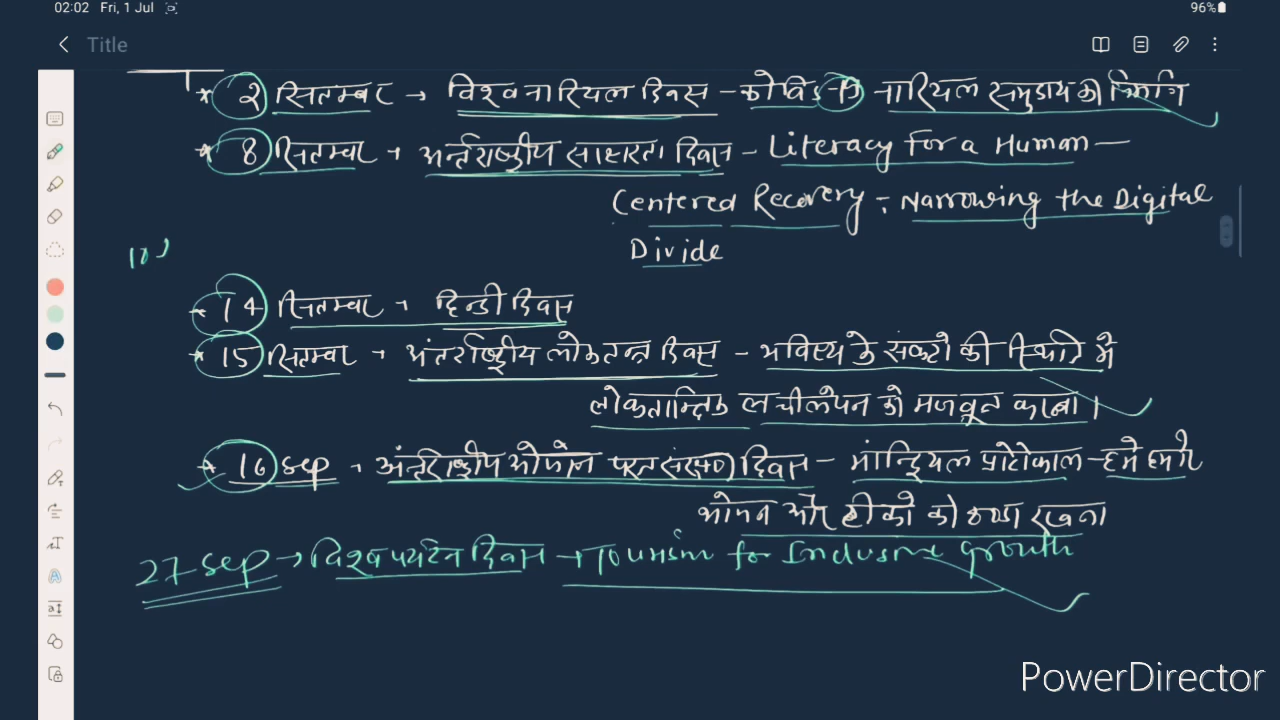 02:02 Fri, 1 Jul 96%
Title
* 2 सितम्बर → विश्व नारियल दिवस - कोविड-19 नारियल समुदाय का
* 8 सितम्बर → अर्न्तराष्ट्रीय साक्षरता दिवस - Literacy For a Human-
Centered Recovery : Narrowing the Digital
Divide
* 14 सितम्बर → हिन्दी दिवस
* 15 सितम्बर → अंतर्राष्ट्रीय लोकतन्त्र दिवस - भविष्य के संकटो की स्थिति में
लोकतान्त्रिक लचीलेपन को मजबूत करना।
* 16 Sep → अंर्तराष्ट्रीय ओजोन परत संरक्षण दिवस - मांन्ट्रियल प्रोटोकाल - हमे हमारे
भोजन और टीको को ठण्डा रखना
27 Sep → विश्व पर्यटन दिवस → Tourism for Inclusive growth
PowerDirector